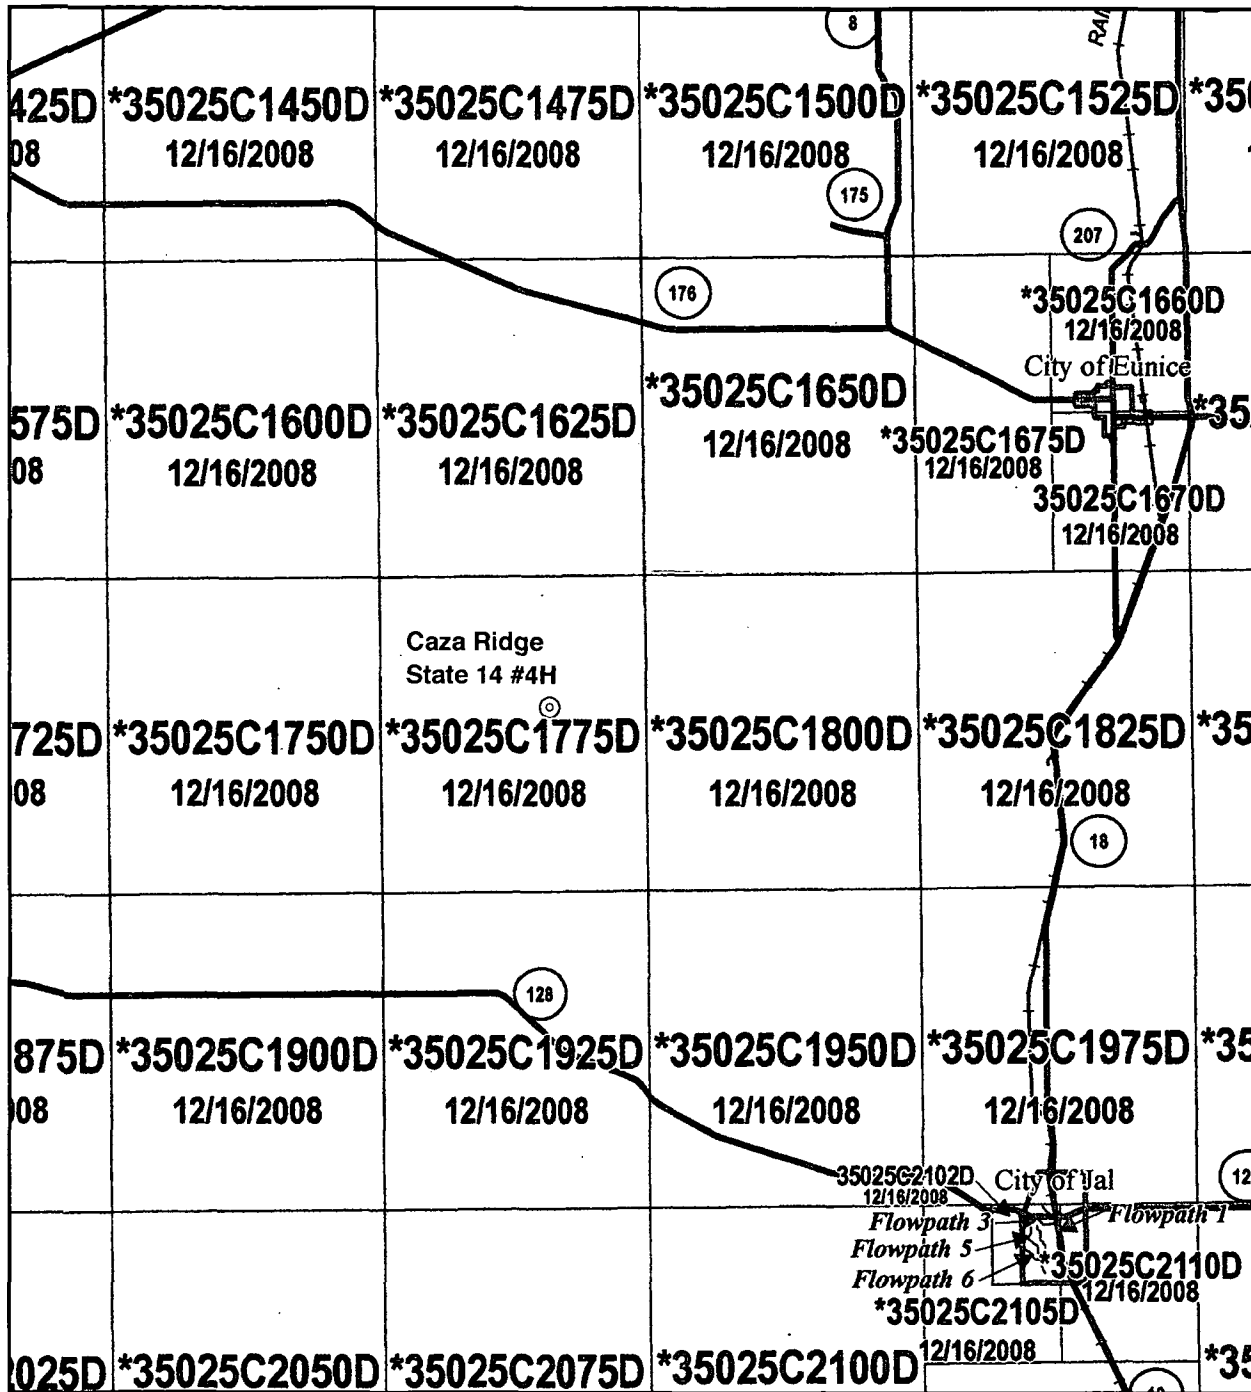 8
RAI
425D *35025C1450D *35025C1475D *35025C1500D *35025C1525D *350
08 12/16/2008 12/16/2008 12/16/2008 12/16/2008
175
207
176
*35025C1660D
12/16/2008
City of Eunice
575D *35025C1600D *35025C1625D *35025C1650D *35
08 12/16/2008 12/16/2008 12/16/2008
*35025C1675D
12/16/2008
35025C1670D
12/16/2008
Caza Ridge
State 14 #4H
725D *35025C1750D *35025C1775D *35025C1800D *35025C1825D *35
08 12/16/2008 12/16/2008 12/16/2008 12/16/2008
18
128
875D *35025C1900D *35025C1925D *35025C1950D *35025C1975D *35
08 12/16/2008 12/16/2008 12/16/2008 12/16/2008
35025C2102D
12/16/2008
City of Jal
12
Flowpath 3
Flowpath 1
Flowpath 5
Flowpath 6
*35025C2110D
12/16/2008
*35025C2105D
12/16/2008
2025D *35025C2050D *35025C2075D *35025C2100D *35